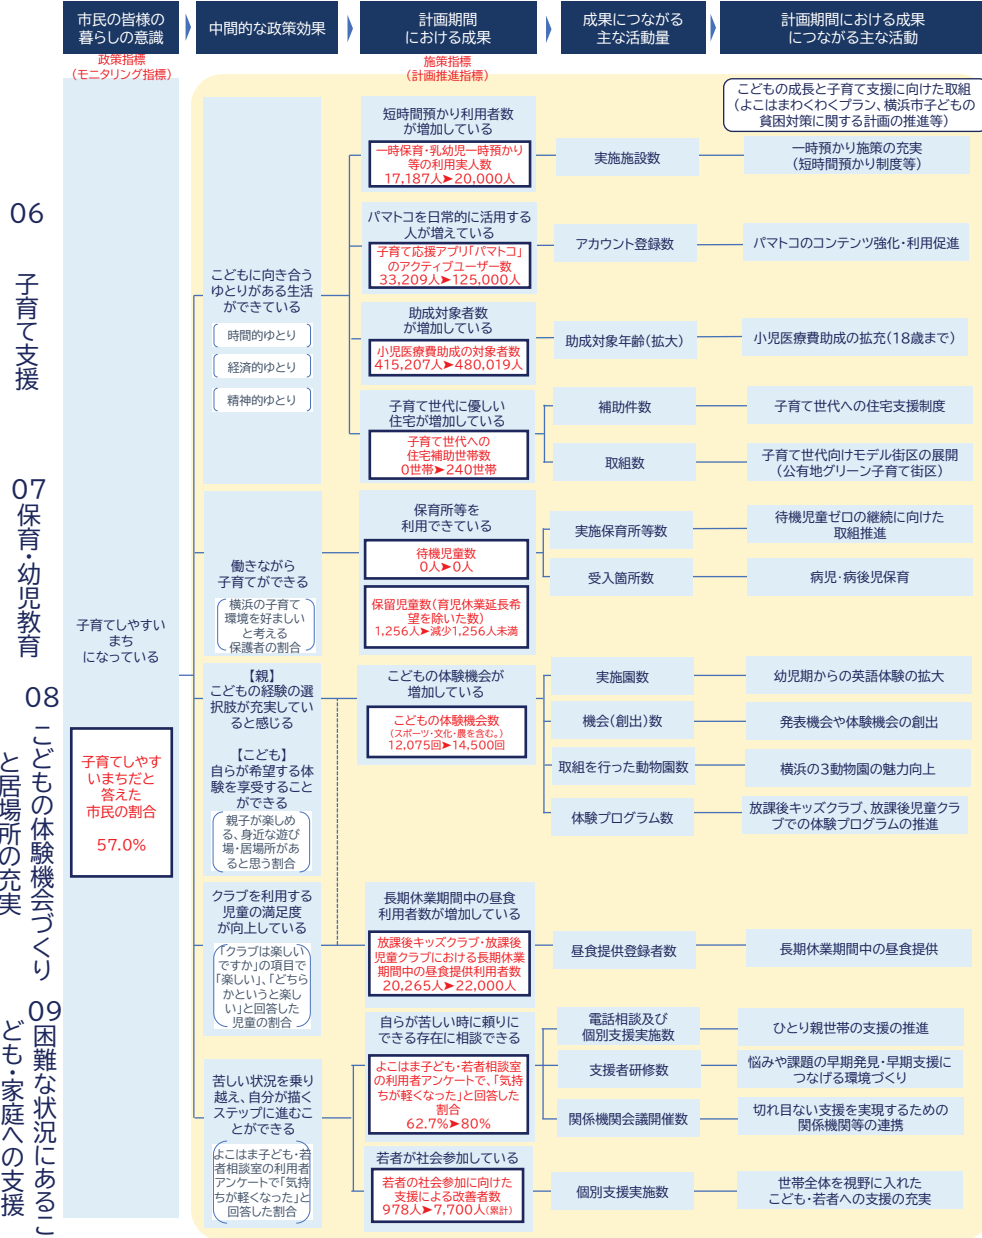 市民の皆様の
暮らしの意識
中間的な政策効果
計画期間
における成果
成果につながる
主な活動量
計画期間における成果
につながる主な活動
政策指標
(モニタリング指標)
施策指標
(計画推進指標)
こどもの成長と子育て支援に向けた取組
(よこはまわくわくプラン、横浜市子どもの
貧困対策に関する計画の推進等)
06
子育て支援
07
保育・幼児教育
08
こどもの体験機会づくり
と居場所の充実
09
困難な状況にあるこ
ども・家庭への支援
子育てしやすい
まち
になっている
子育てしやす
いまちだと
答えた
市民の割合
57.0%
こどもに向き合う
ゆとりがある生活
ができている
時間的ゆとり
経済的ゆとり
精神的ゆとり
短時間預かり利用者数
が増加している
一時保育・乳幼児一時預かり
等の利用実人数
17,187人➤20,000人
実施施設数
一時預かり施策の充実
(短時間預かり制度等)
パマトコを日常的に活用する
人が増えている
子育て応援アプリ「パマトコ」
のアクティブユーザー数
33,209人➤125,000人
アカウント登録数
パマトコのコンテンツ強化・利用促進
助成対象者数
が増加している
小児医療費助成の対象者数
415,207人➤480,019人
助成対象年齢(拡大)
小児医療費助成の拡充(18歳まで)
子育て世代に優しい
住宅が増加している
子育て世代への
住宅補助世帯数
0世帯➤240世帯
補助件数
子育て世代への住宅支援制度
取組数
子育て世代向けモデル街区の展開
(公有地グリーン子育て街区)
働きながら
子育てができる
横浜の子育て
環境を好ましい
と考える
保護者の割合
保育所等を
利用できている
待機児童数
0人➤0人
保留児童数(育児休業延長希
望を除いた数)
1,256人➤減少1,256人未満
実施保育所等数
待機児童ゼロの継続に向けた
取組推進
受入箇所数
病児・病後児保育
【親】
こどもの経験の選
択肢が充実してい
ると感じる
【こども】
自らが希望する体
験を享受すること
ができる
親子が楽しめ
る、身近な遊び
場・居場所があ
ると思う割合
こどもの体験機会が
増加している
こどもの体験機会数
(スポーツ・文化・農を含む。)
12,075回➤14,500回
実施園数
幼児期からの英語体験の拡大
機会(創出)数
発表機会や体験機会の創出
取組を行った動物園数
横浜の3動物園の魅力向上
体験プログラム数
放課後キッズクラブ、放課後児童クラ
ブでの体験プログラムの推進
クラブを利用する
児童の満足度
が向上している
「クラブは楽しい
ですか」の項目で
「楽しい」、「どちら
かというと楽し
い」と回答した
児童の割合
長期休業期間中の昼食
利用者数が増加している
放課後キッズクラブ・放課後
児童クラブにおける長期休業
期間中の昼食提供利用者数
20,265人➤22,000人
昼食提供登録者数
長期休業期間中の昼食提供
苦しい状況を乗り
越え、自分が描く
ステップに進むこ
とができる
よこはま子ども・若
者相談室の利用者
アンケートで「気持
ちが軽くなった」と
回答した割合
自らが苦しい時に頼りに
できる存在に相談できる
よこはま子ども・若者相談室
の利用者アンケートで、「気持
ちが軽くなった」と回答した
割合
62.7%➤80%
電話相談及び
個別支援実施数
ひとり親世帯の支援の推進
支援者研修数
悩みや課題の早期発見・早期支援に
つなげる環境づくり
関係機関会議開催数
切れ目ない支援を実現するための
関係機関等の連携
若者が社会参加している
若者の社会参加に向けた
支援による改善者数
978人➤7,700人(累計)
個別支援実施数
世帯全体を視野に入れた
こども・若者への支援の充実